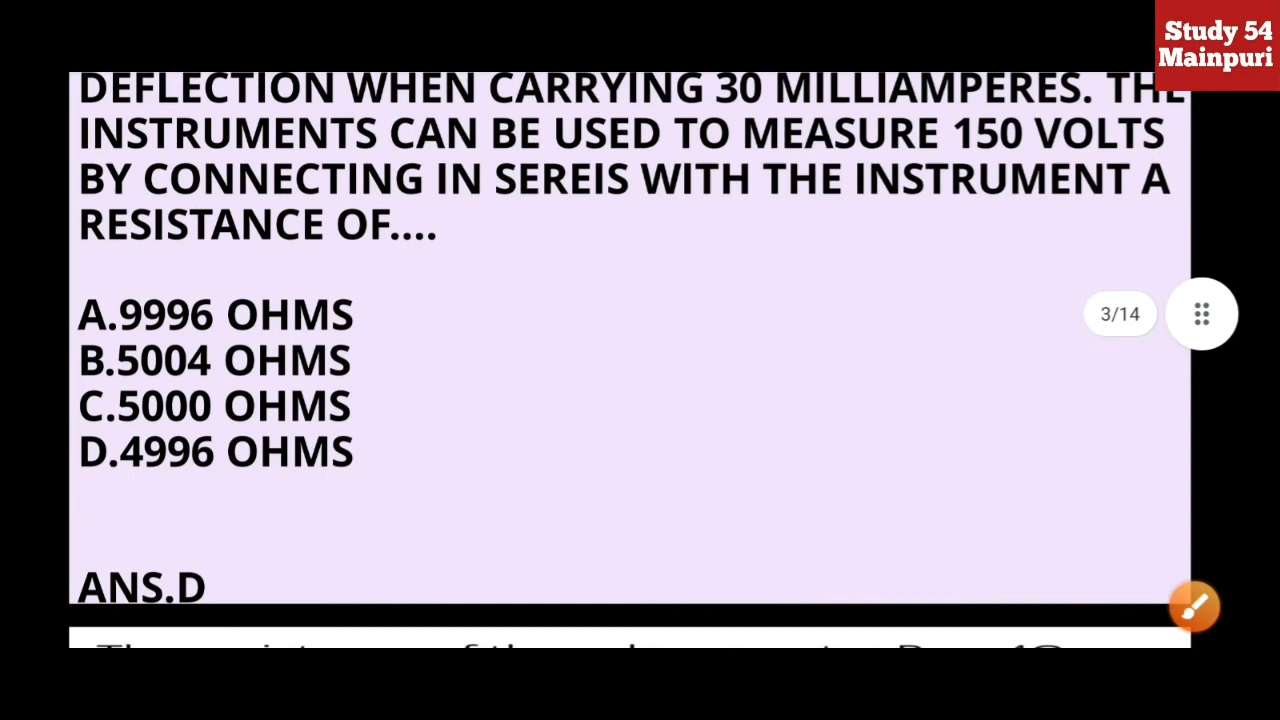 Study 54
Mainpuri
DEFLECTION WHEN CARRYING 30 MILLIAMPERES. THE
INSTRUMENTS CAN BE USED TO MEASURE 150 VOLTS
BY CONNECTING IN SEREIS WITH THE INSTRUMENT A
RESISTANCE OF....
A.9996 OHMS
B.5004 OHMS
C.5000 OHMS
D.4996 OHMS
3/14
ANS.D